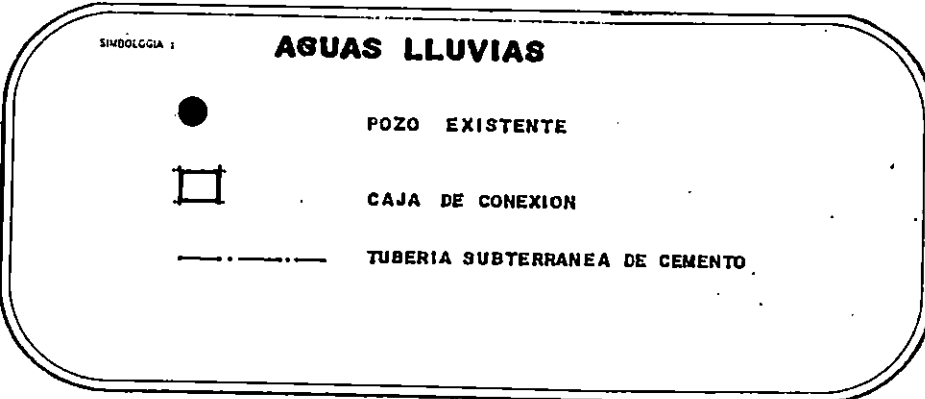 SIMBOLOGIA :
AGUAS LLUVIAS
POZO EXISTENTE
CAJA DE CONEXION
TUBERIA SUBTERRANEA DE CEMENTO